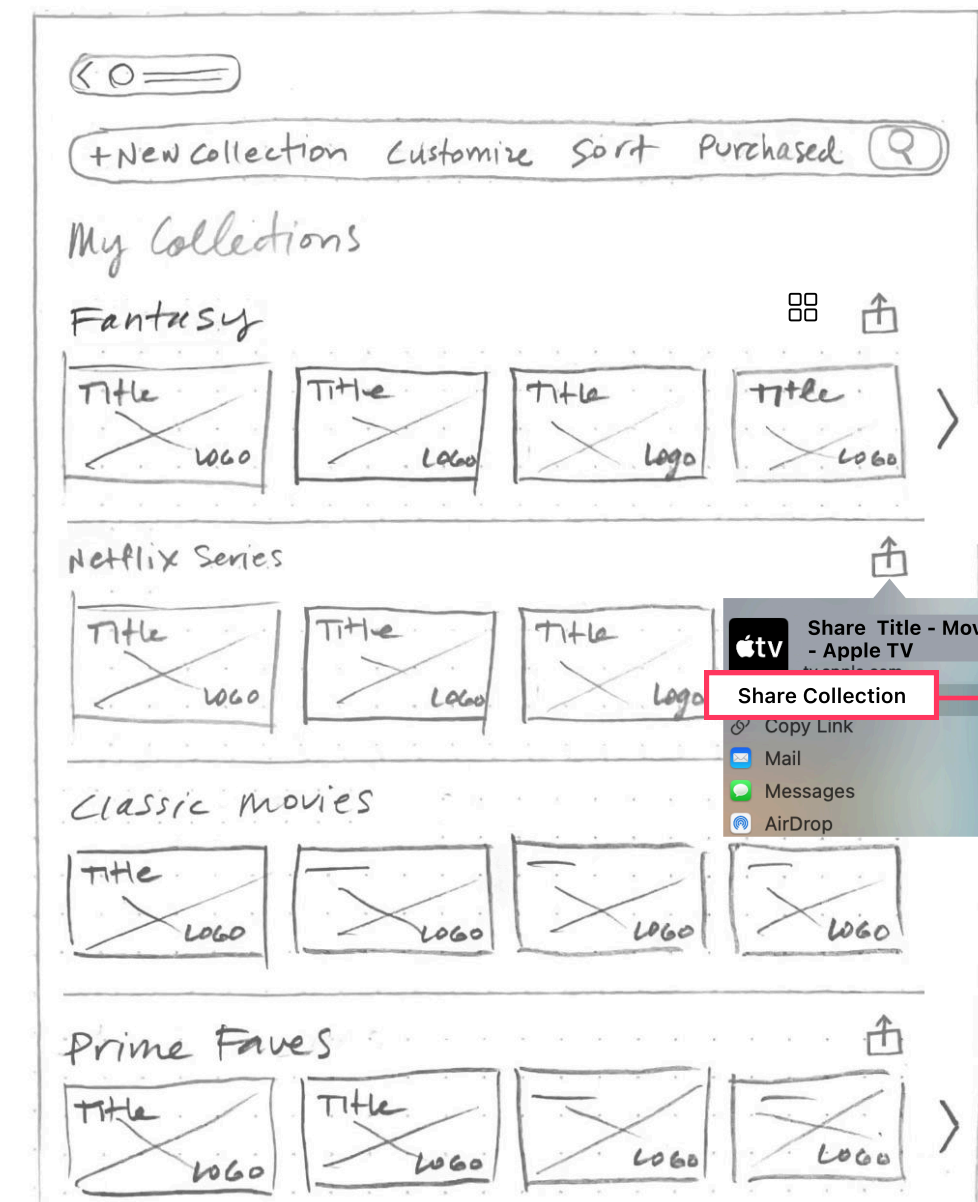 +New Collection Customize Sort Purchased
My Collections
Fantasy
Title Title Title Title
LOGO LOGO Logo LOGO
Netflix Series
Title Title Title
LOGO LOGO Logo
tv
Share Title - Mov
- Apple TV
Share Collection
Copy Link
Mail
Messages
AirDrop
Classic Movies
Title
LOGO LOGO LOGO LOGO
Prime Faves
Title Title
LOGO LOGO LOGO LOGO